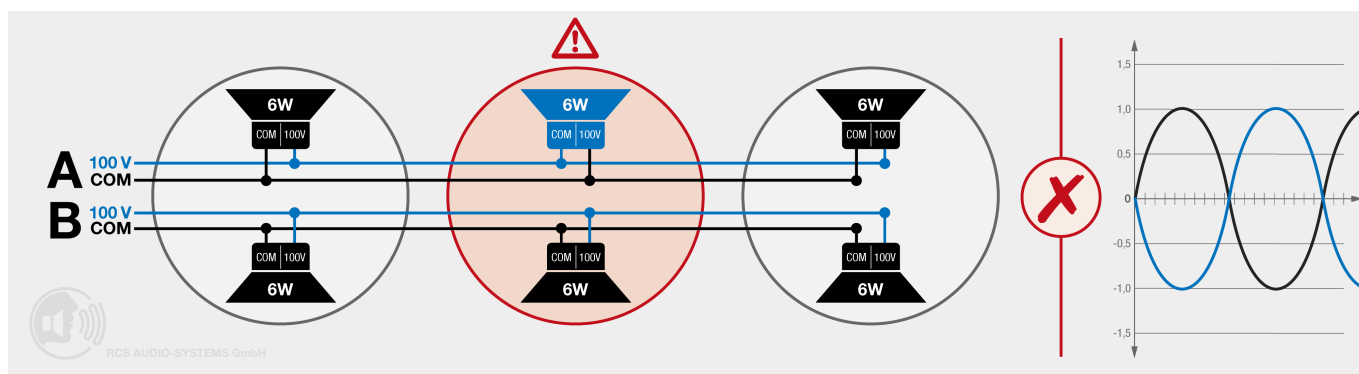 6W 6W 6W
COM 100V COM 100V COM 100V
A 100 V
COM
B 100 V
COM
COM 100V COM 100V COM 100V
6W 6W 6W
RCS AUDIO-SYSTEMS GmbH
!
X
1,5
1,0
0,5
0
-0,5
-1,0
-1,5